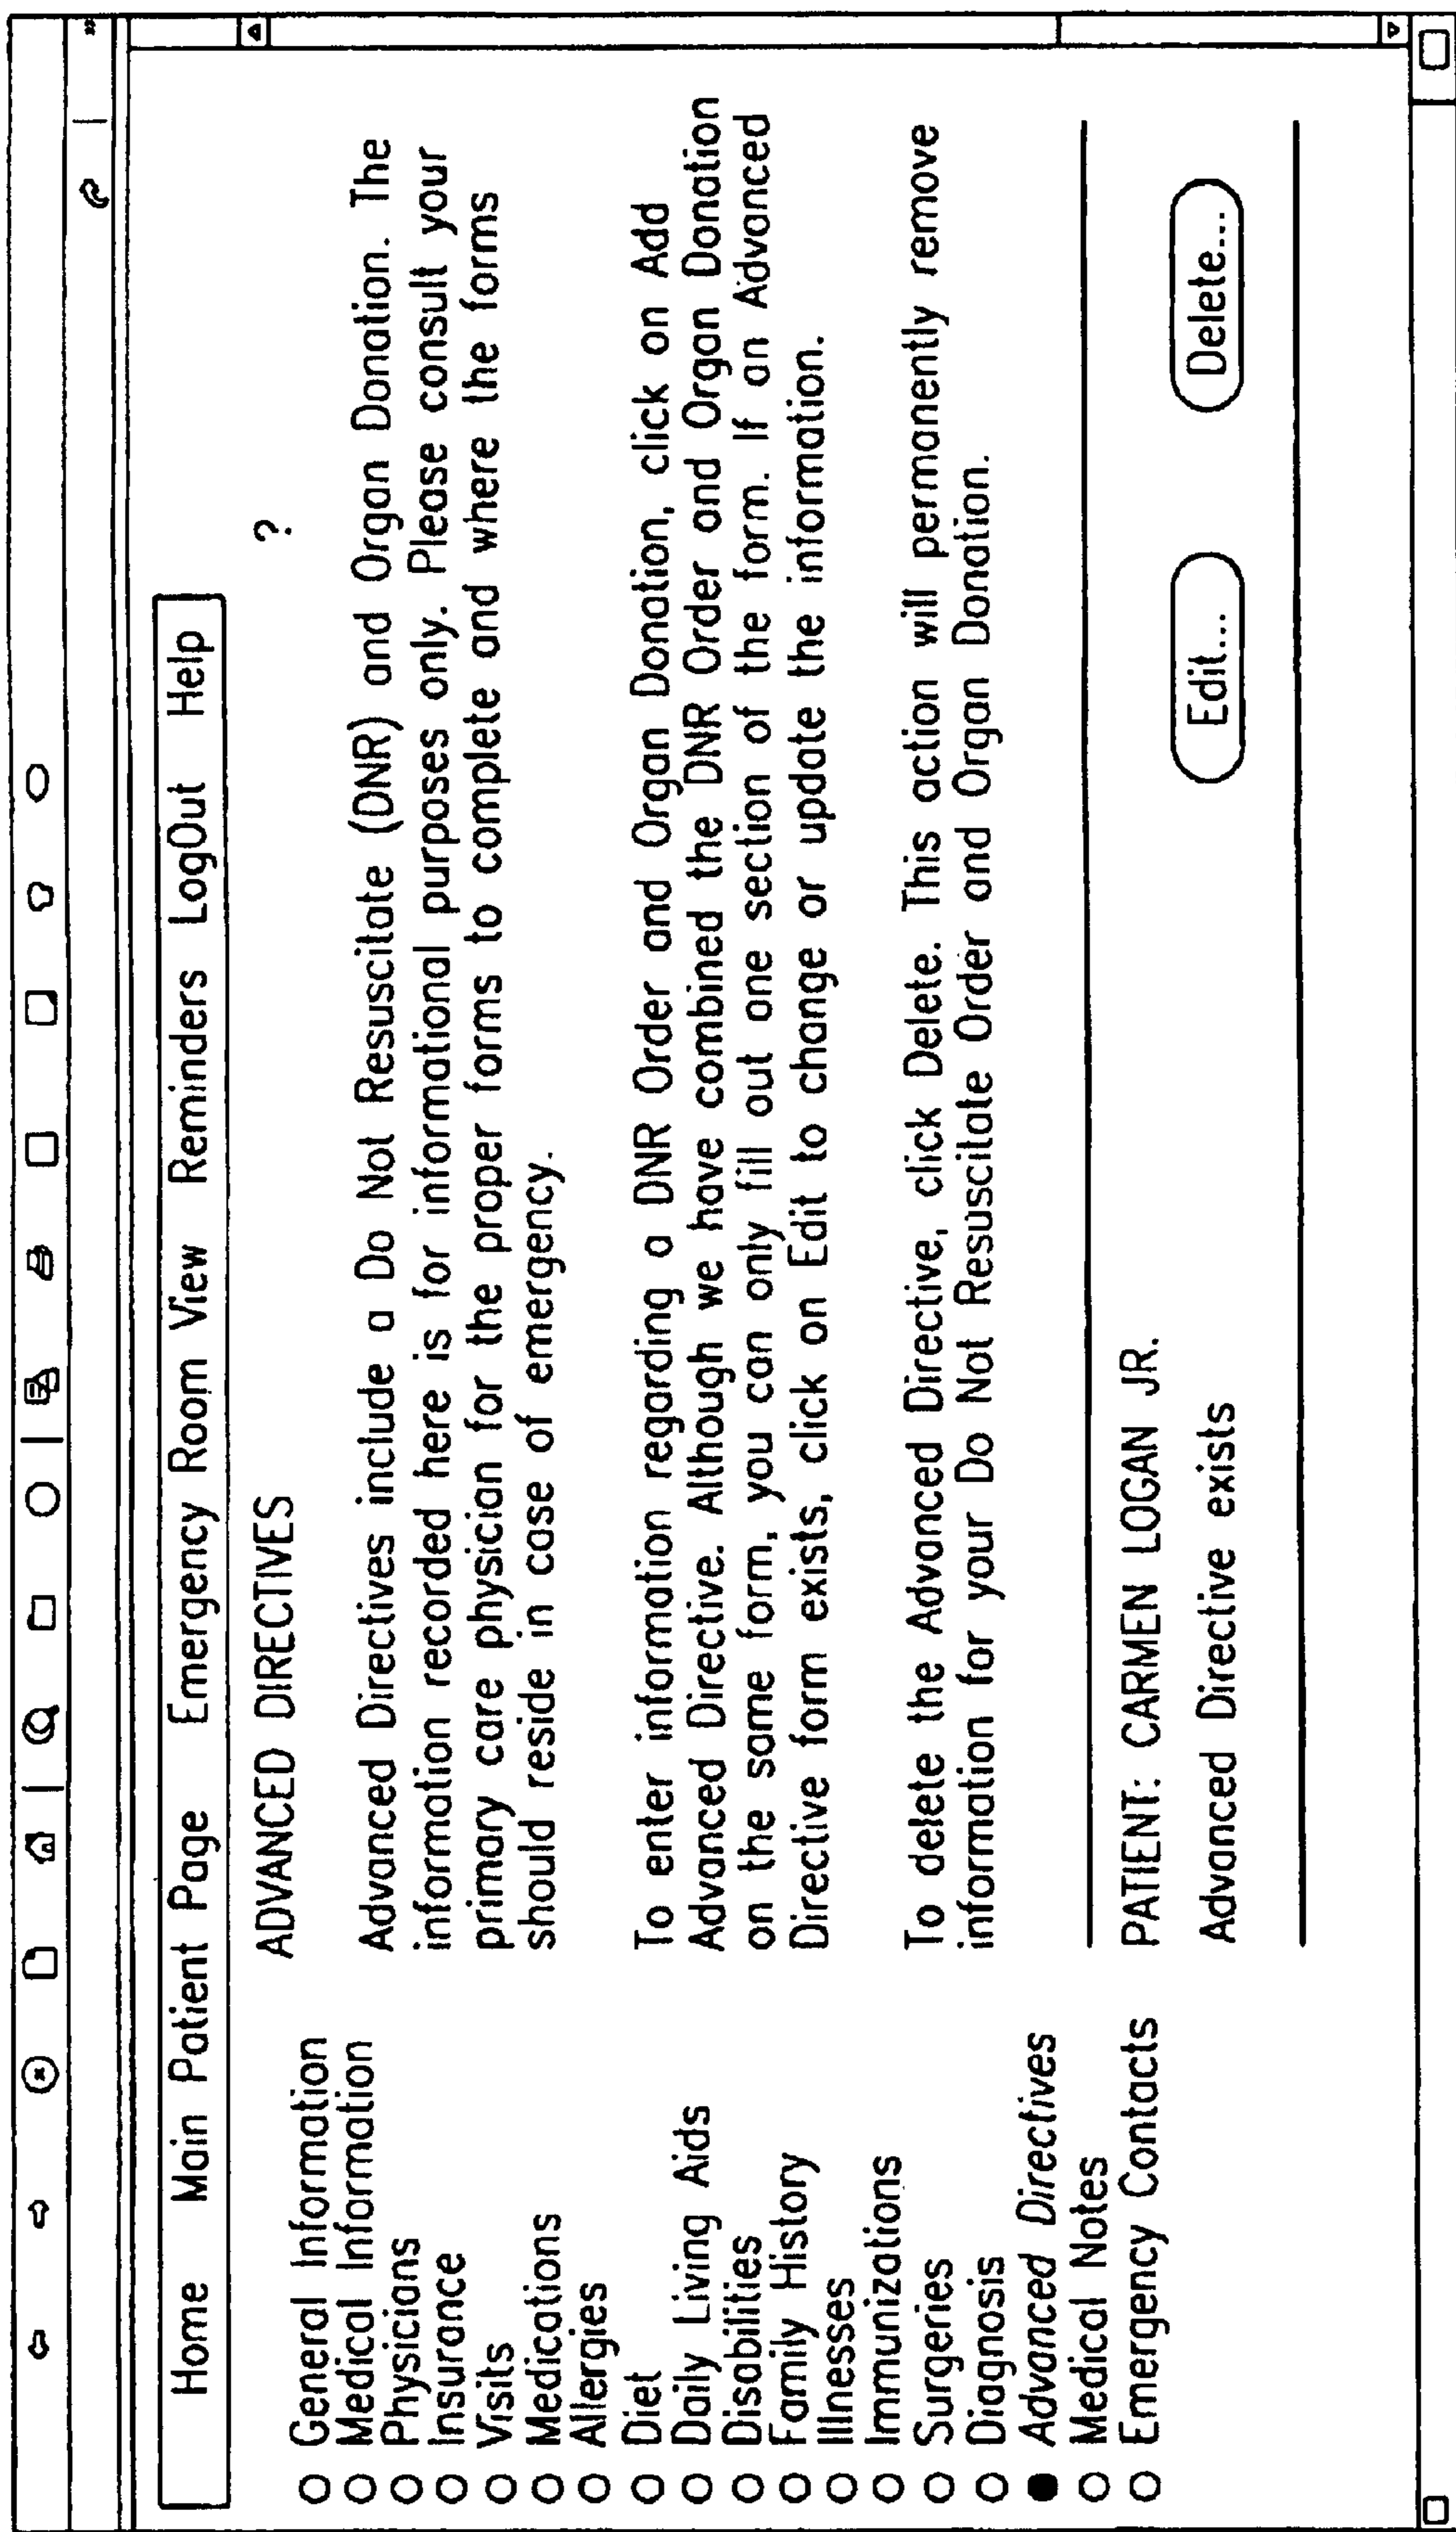 Home Main Patient Page Emergency Room View Reminders LogOut Help
ADVANCED DIRECTIVES ?
General Information
Medical Information
Physicians
Insurance
Visits
Medications
Allergies
Diet
Daily Living Aids
Disabilities
Family History
Illnesses
Immunizations
Surgeries
Diagnosis
Advanced Directives
Medical Notes
Emergency Contacts
Advanced Directives include a Do Not Resuscitate (DNR) and Organ Donation. The
information recorded here is for informational purposes only. Please consult your
primary care physician for the proper forms to complete and where the forms
should reside in case of emergency.
To enter information regarding a DNR Order and Organ Donation, click on Add
Advanced Directive. Although we have combined the DNR Order and Organ Donation
on the same form, you can only fill out one section of the form. If an Advanced
Directive form exists, click on Edit to change or update the information.
To delete the Advanced Directive, click Delete. This action will permanently remove
information for your Do Not Resuscitate Order and Organ Donation.
PATIENT: CARMEN LOGAN JR.
Advanced Directive exists Edit... Delete...